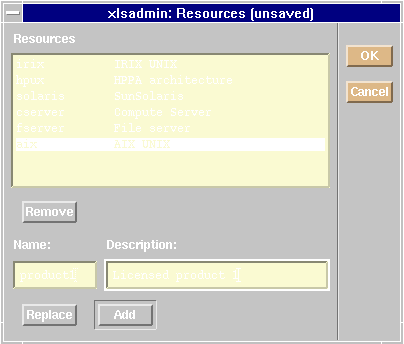 xlsadmin: Resources (unsaved)
Resources
irix IRIX UNIX
hpux HPPA architecture
solaris SunSolaris
cserver Compute Server
fserver File server
aix AIX UNIX
OK
Cancel
Remove
Name: Description:
product1 Licensed product 1
Replace Add